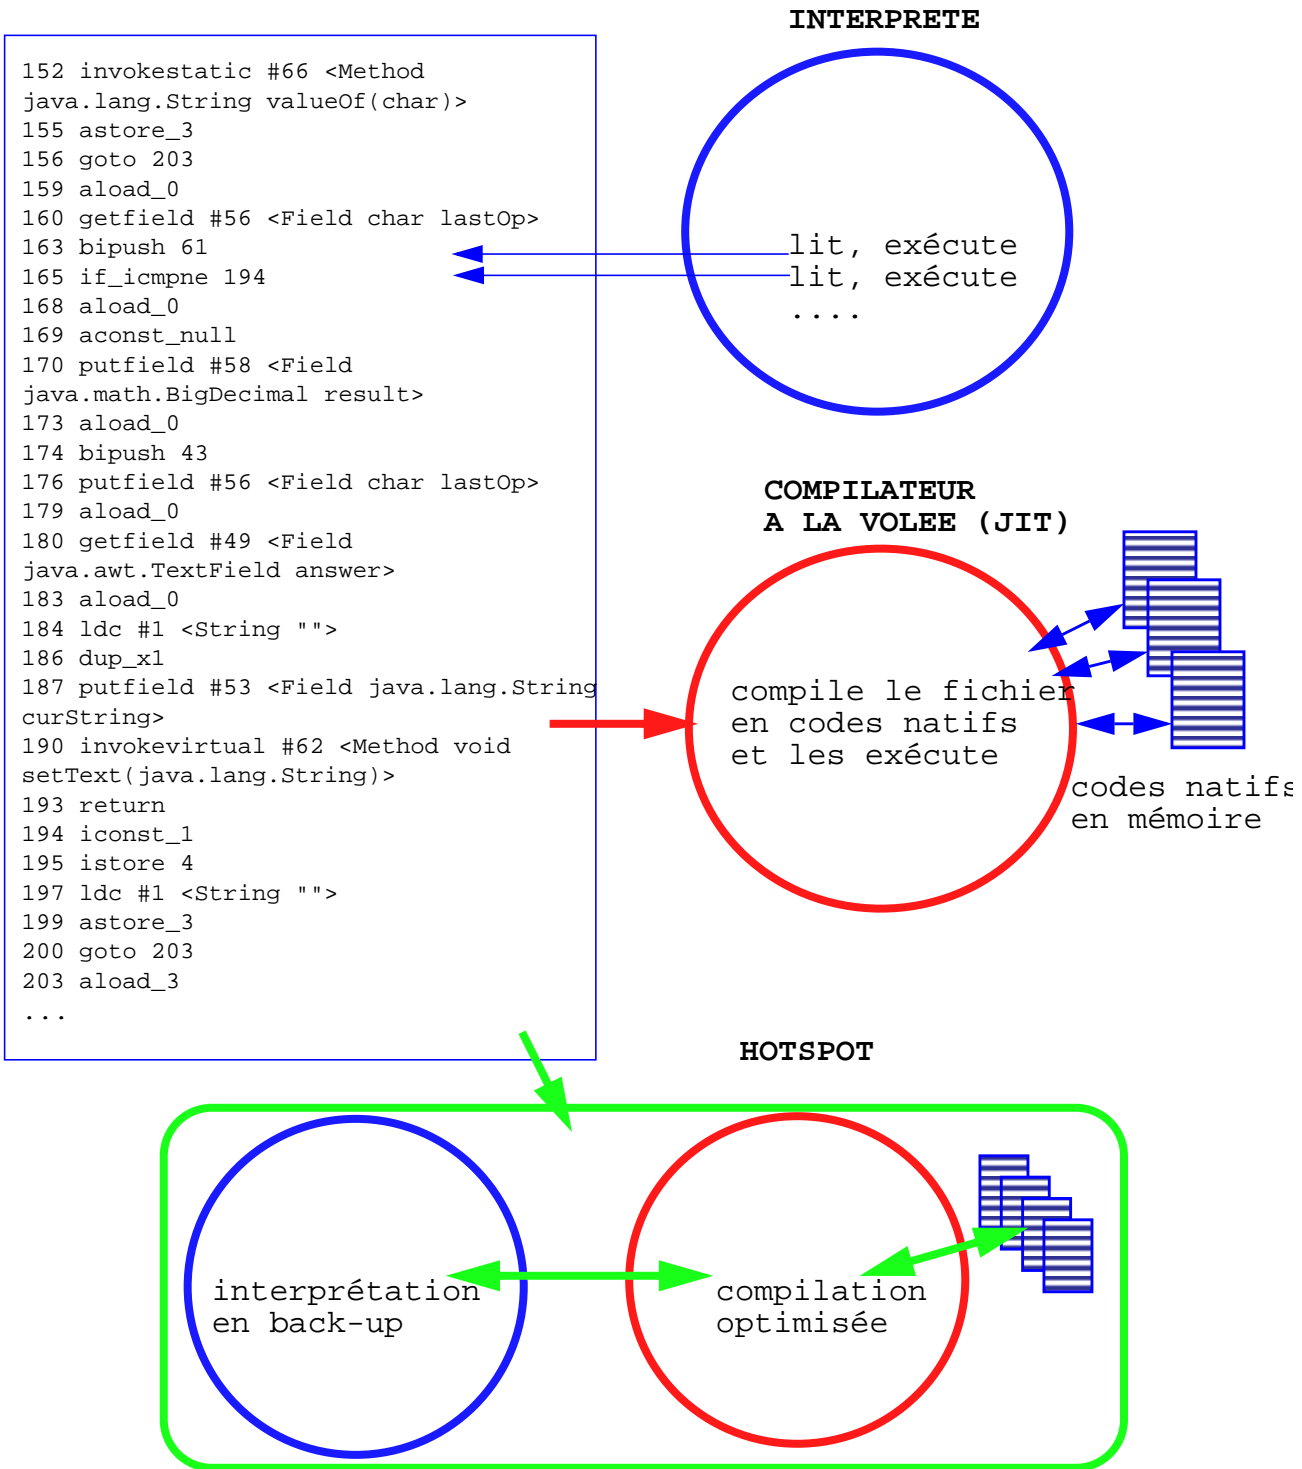 INTERPRETE
152 invokestatic #66 <Method
java.lang.String valueOf(char)>
155 astore_3
156 goto 203
159 aload_0
160 getfield #56 <Field char lastOp>
163 bipush 61
165 if_icmpne 194
168 aload_0
169 aconst_null
170 putfield #58 <Field
java.math.BigDecimal result>
173 aload_0
174 bipush 43
176 putfield #56 <Field char lastOp>
179 aload_0
180 getfield #49 <Field
java.awt.TextField answer>
183 aload_0
184 ldc #1 <String "">
186 dup_x1
187 putfield #53 <Field java.lang.String
curString>
190 invokevirtual #62 <Method void
setText(java.lang.String)>
193 return
194 iconst_1
195 istore 4
197 ldc #1 <String "">
199 astore_3
200 goto 203
203 aload_3
...
lit, exécute
lit, exécute
....
COMPILATEUR
A LA VOLEE (JIT)
compile le fichier
en codes natifs
et les exécute
codes natifs
en mémoire
HOTSPOT
interprétation
en back-up
compilation
optimisée